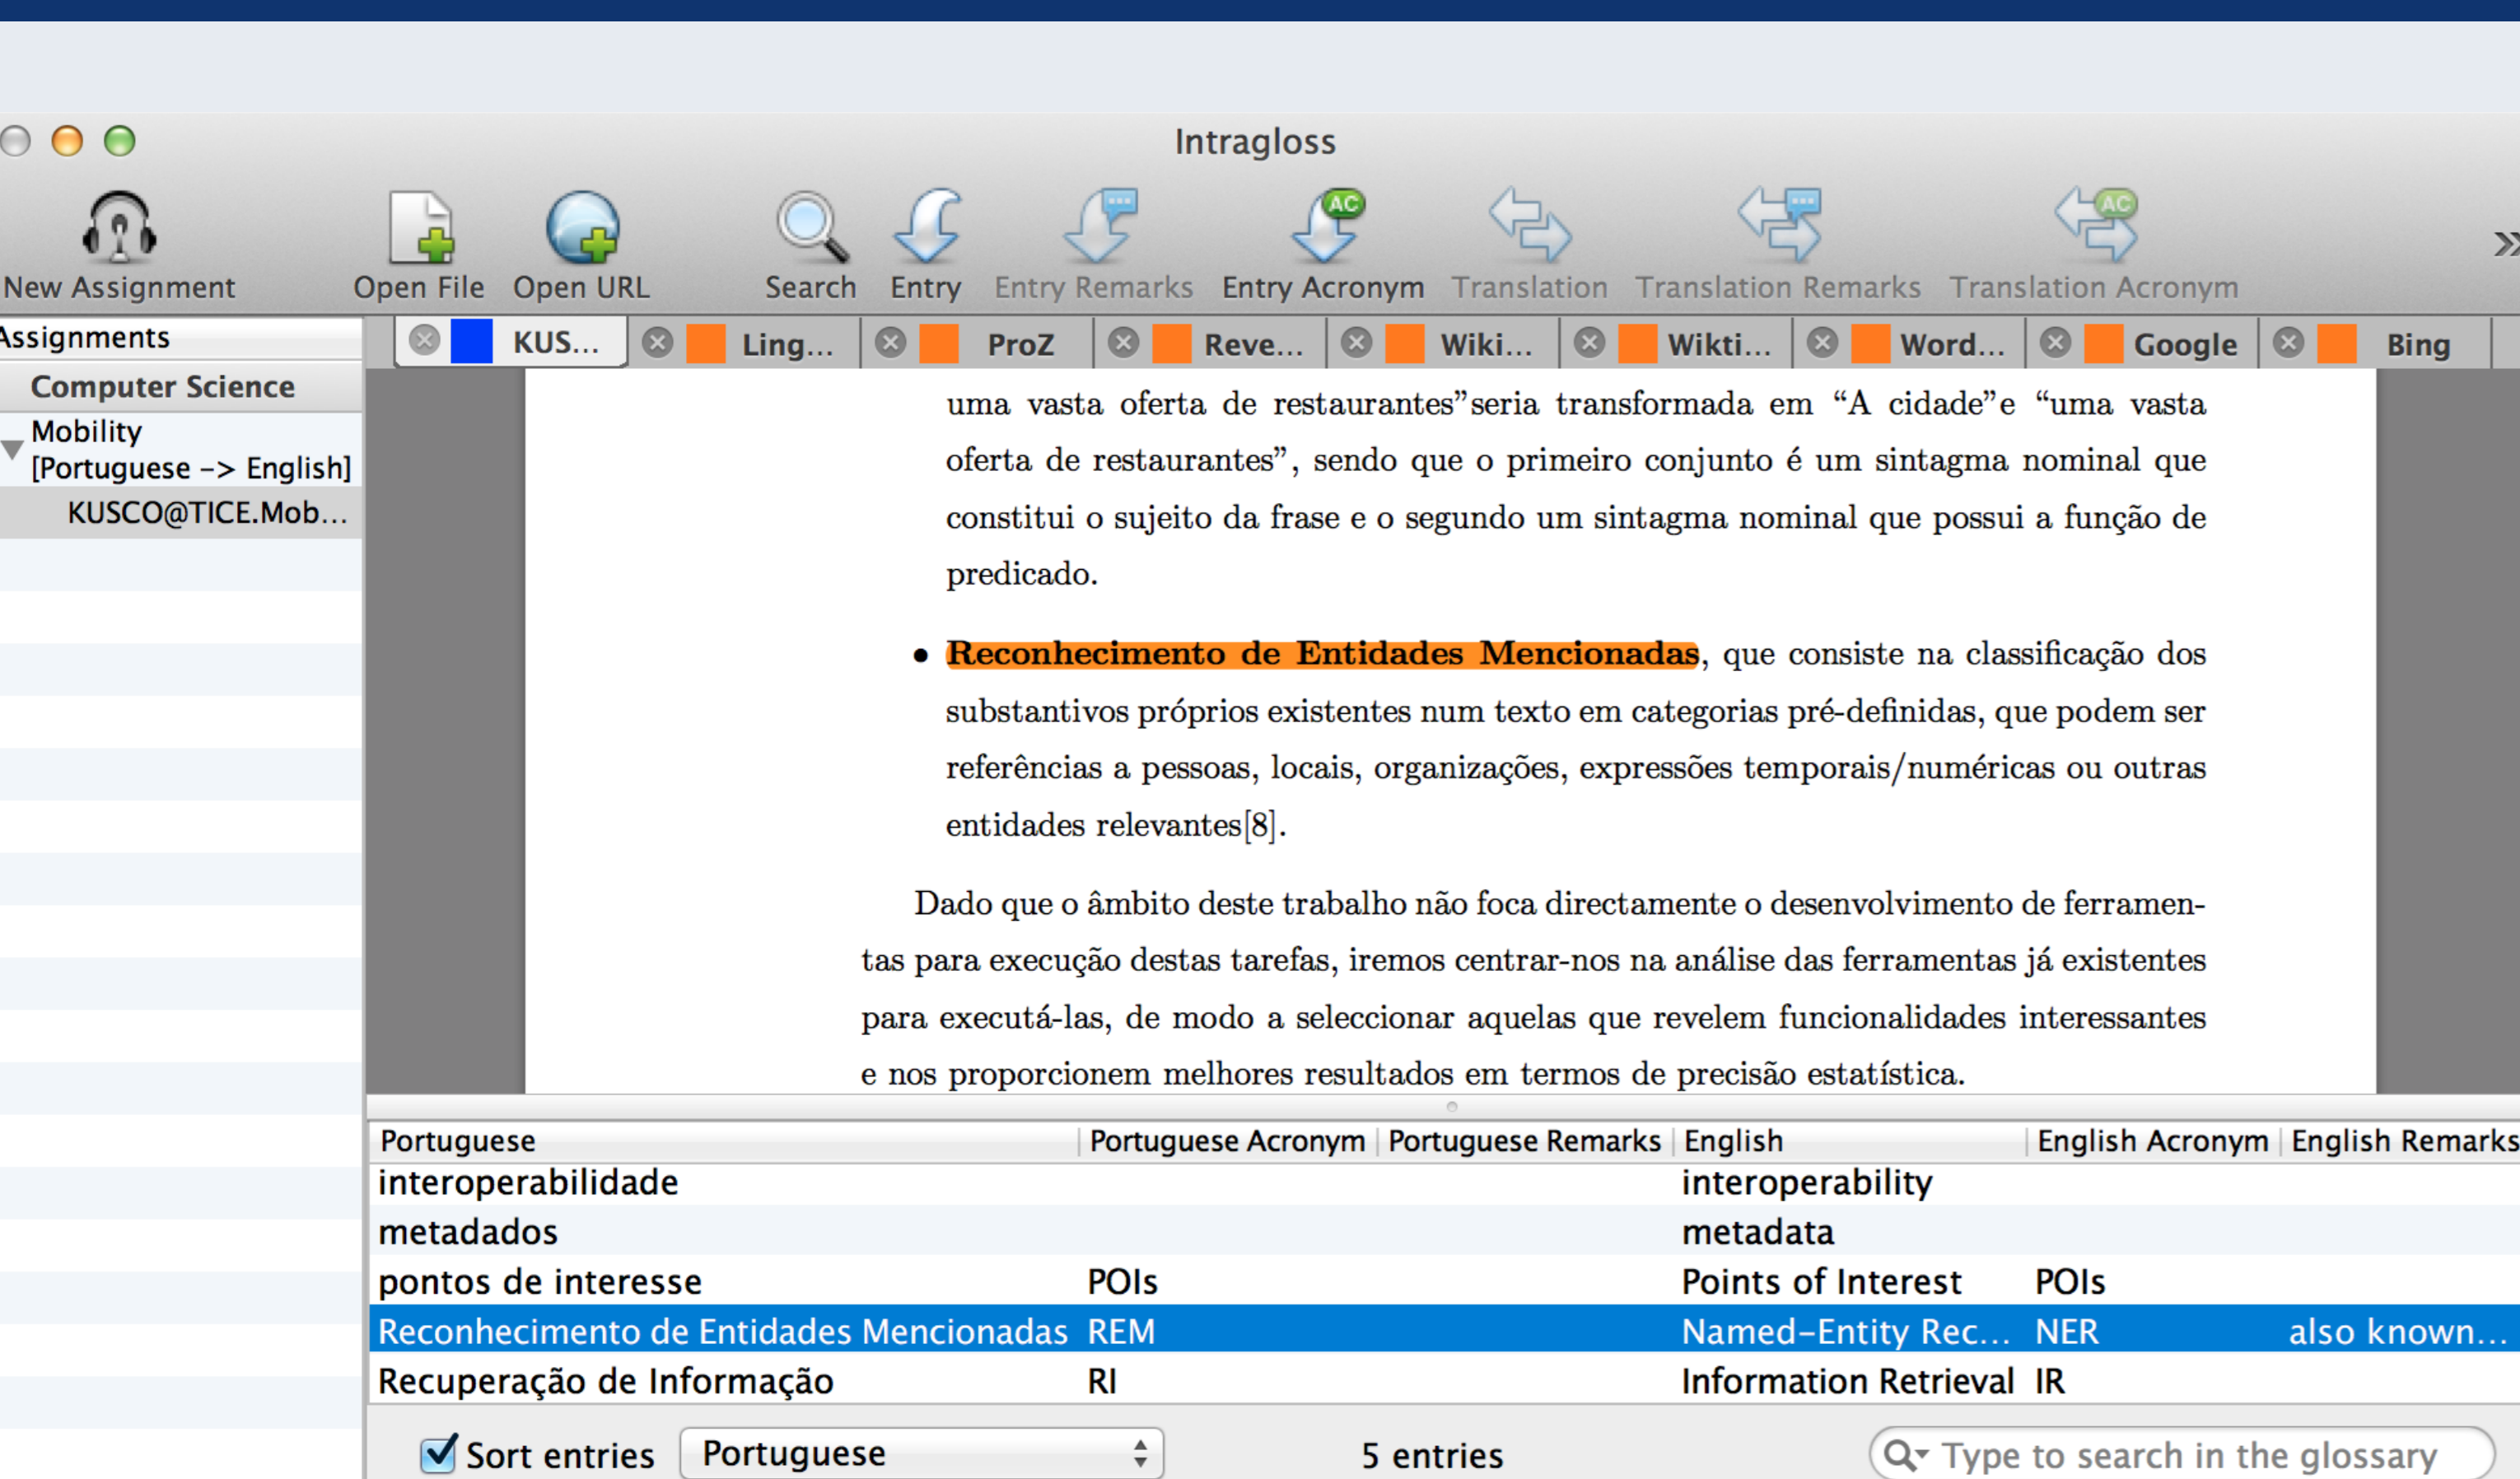 Intragloss
New Assignment Open File Open URL Search Entry Entry Remarks Entry Acronym Translation Translation Remarks Translation Acronym »
AC AC
Assignments
Computer Science
Mobility
[Portuguese -> English]
KUSCO@TICE.Mob...
KUS... Ling... ProZ Reve... Wiki... Wikti... Word... Google Bing
uma vasta oferta de restaurantes”seria transformada em “A cidade”e “uma vasta
oferta de restaurantes”, sendo que o primeiro conjunto é um sintagma nominal que
constitui o sujeito da frase e o segundo um sintagma nominal que possui a função de
predicado.
• Reconhecimento de Entidades Mencionadas, que consiste na classificação dos
substantivos próprios existentes num texto em categorias pré-definidas, que podem ser
referências a pessoas, locais, organizações, expressões temporais/numéricas ou outras
entidades relevantes[8].
Dado que o âmbito deste trabalho não foca directamente o desenvolvimento de ferramen-
tas para execução destas tarefas, iremos centrar-nos na análise das ferramentas já existentes
para executá-las, de modo a seleccionar aquelas que revelem funcionalidades interessantes
e nos proporcionem melhores resultados em termos de precisão estatística.
Portuguese Portuguese Acronym Portuguese Remarks English English Acronym English Remarks
interoperabilidade interoperability
metadados metadata
pontos de interesse POIs Points of Interest POIs
Reconhecimento de Entidades Mencionadas REM Named-Entity Rec... NER also known...
Recuperação de Informação RI Information Retrieval IR
Sort entries Portuguese 5 entries Type to search in the glossary